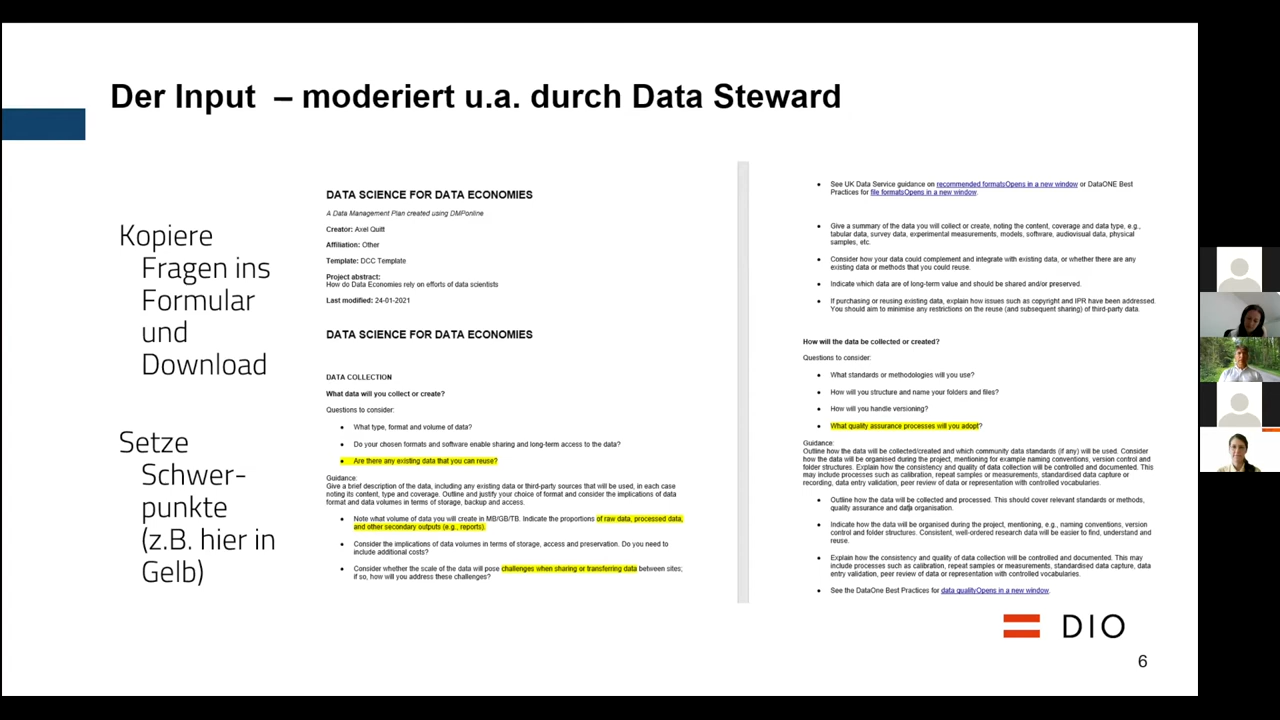 Der Input – moderiert u.a. durch Data Steward
Kopiere
Fragen ins
Formular
und
Download
Setze
Schwer-
punkte
(z.B. hier in
Gelb)
DATA SCIENCE FOR DATA ECONOMIES
A Data Management Plan created using DMPonline
Creator: Axel Quitt
Affiliation: Other
Template: DCC Template
Project abstract:
How do Data Economies rely on efforts of data scientists
Last modified: 24-01-2021
DATA SCIENCE FOR DATA ECONOMIES
DATA COLLECTION
What data will you collect or create?
Questions to consider:
• What type, format and volume of data?
• Do your chosen formats and software enable sharing and long-term access to the data?
• Are there any existing data that you can reuse?
Guidance:
Give a brief description of the data, including any existing data or third-party sources that will be used, in each case
noting its content, type and coverage. Outline and justify your choice of format and consider the implications of data
format and data volumes in terms of storage, backup and access.
• Note what volume of data you will create in MB/GB/TB. Indicate the proportions of raw data, processed data,
and other secondary outputs (e.g., reports).
• Consider the implications of data volumes in terms of storage, access and preservation. Do you need to
include additional costs?
• Consider whether the scale of the data will pose challenges when sharing or transferring data between sites;
if so, how will you address these challenges?
• See UK Data Service guidance on recommended formatsOpens in a new window or DataONE Best
Practices for file formatsOpens in a new window.
• Give a summary of the data you will collect or create, noting the content, coverage and data type, e.g.,
tabular data, survey data, experimental measurements, models, software, audiovisual data, physical
samples, etc.
• Consider how your data could complement and integrate with existing data, or whether there are any
existing data or methods that you could reuse.
• Indicate which data are of long-term value and should be shared and/or preserved.
• If purchasing or reusing existing data, explain how issues such as copyright and IPR have been addressed.
You should aim to minimise any restrictions on the reuse (and subsequent sharing) of third-party data.
How will the data be collected or created?
Questions to consider:
• What standards or methodologies will you use?
• How will you structure and name your folders and files?
• How will you handle versioning?
• What quality assurance processes will you adopt?
Guidance:
Outline how the data will be collected/created and which community data standards (if any) will be used. Consider
how the data will be organised during the project, mentioning for example naming conventions, version control and
folder structures. Explain how the consistency and quality of data collection will be controlled and documented. This
may include processes such as calibration, repeat samples or measurements, standardised data capture or
recording, data entry validation, peer review of data or representation with controlled vocabularies.
• Outline how the data will be collected and processed. This should cover relevant standards or methods,
quality assurance and data organisation.
• Indicate how the data will be organised during the project, mentioning, e.g., naming conventions, version
control and folder structures. Consistent, well-ordered research data will be easier to find, understand and
reuse.
• Explain how the consistency and quality of data collection will be controlled and documented. This may
include processes such as calibration, repeat samples or measurements, standardised data capture, data
entry validation, peer review of data or representation with controlled vocabularies.
• See the DataOne Best Practices for data qualityOpens in a new window.
DIO
6